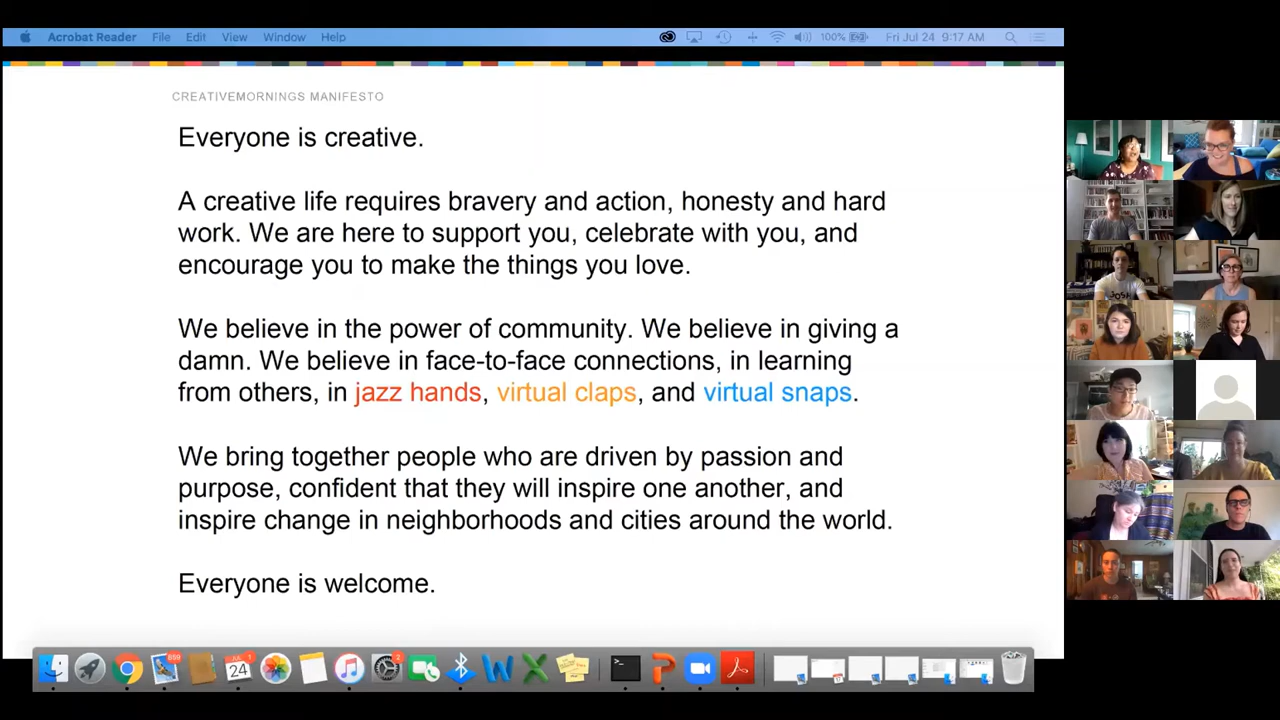 Acrobat Reader File Edit View Window Help 100% Fri Jul 24 9:17 AM
CREATIVEMORNINGS MANIFESTO
Everyone is creative.
A creative life requires bravery and action, honesty and hard
work. We are here to support you, celebrate with you, and
encourage you to make the things you love.
We believe in the power of community. We believe in giving a
damn. We believe in face-to-face connections, in learning
from others, in jazz hands, virtual claps, and virtual snaps.
We bring together people who are driven by passion and
purpose, confident that they will inspire one another, and
inspire change in neighborhoods and cities around the world.
Everyone is welcome.
859
24
1
2